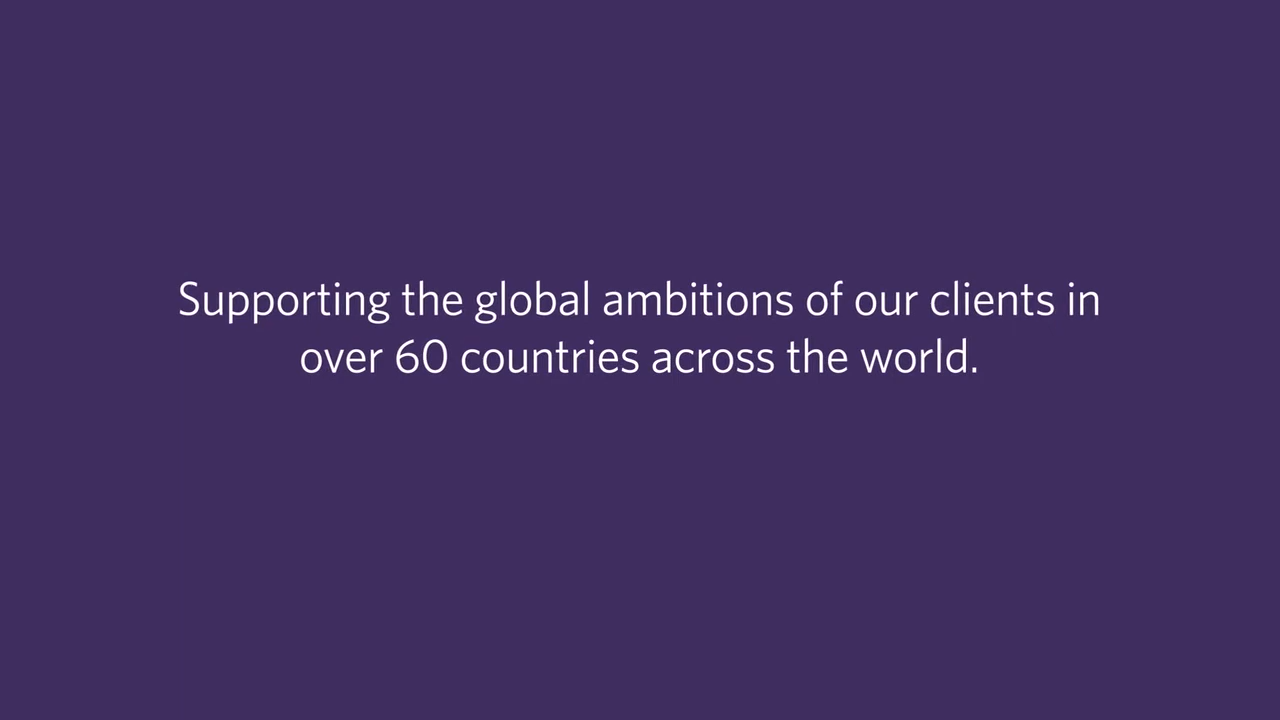 Supporting the global ambitions of our clients in
over 60 countries across the world.